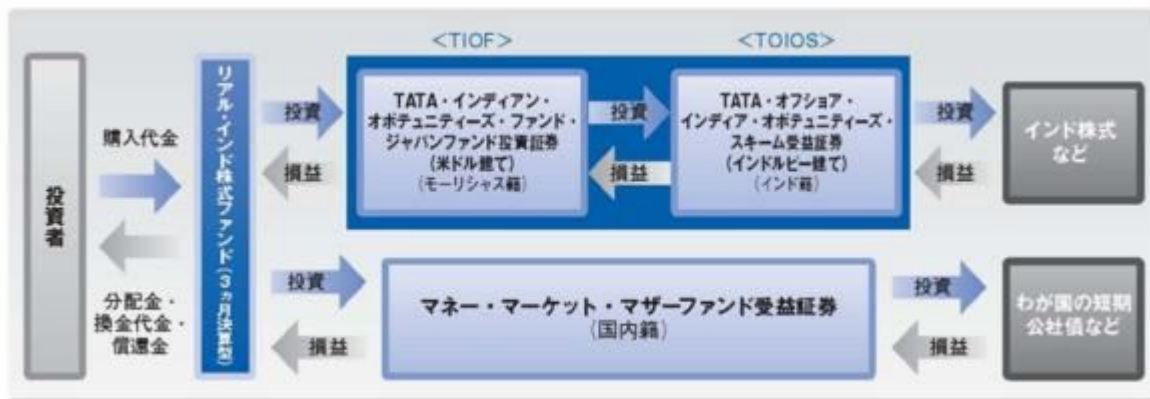 <TIOF>
<TOIOS>
投資者
購入代金
分配金・
換金代金・
償還金
リアル・インド株式ファンド(3ヵ月決算型)
投資
損益
TATA・インディアン・
オポチュニティーズ・ファンド・
ジャパンファンド投資証券
(米ドル建て)
(モーリシャス籍)
投資
損益
TATA・オフショア・
インディア・オポチュニティーズ・
スキーム受益証券
(インドルピー建て)
(インド籍)
投資
損益
インド株式
など
投資
損益
マネー・マーケット・マザーファンド受益証券
(国内籍)
投資
損益
わが国の短期
公社債など